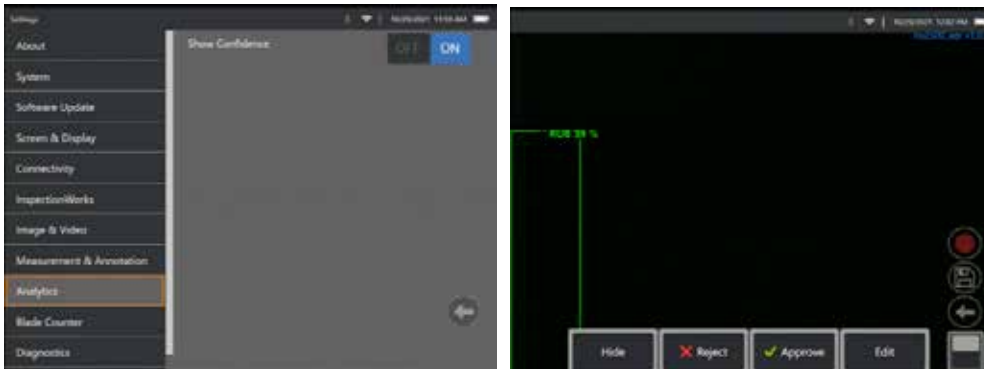 Settings
About
Show Confidence
OFF ON
System
Software Update
Screen & Display
Connectivity
InspectionWorks
Image & Video
Measurement & Annotation
Analytics
Blade Counter
Diagnostics
RUB 39 %
Hide
Reject
Approve
Edit